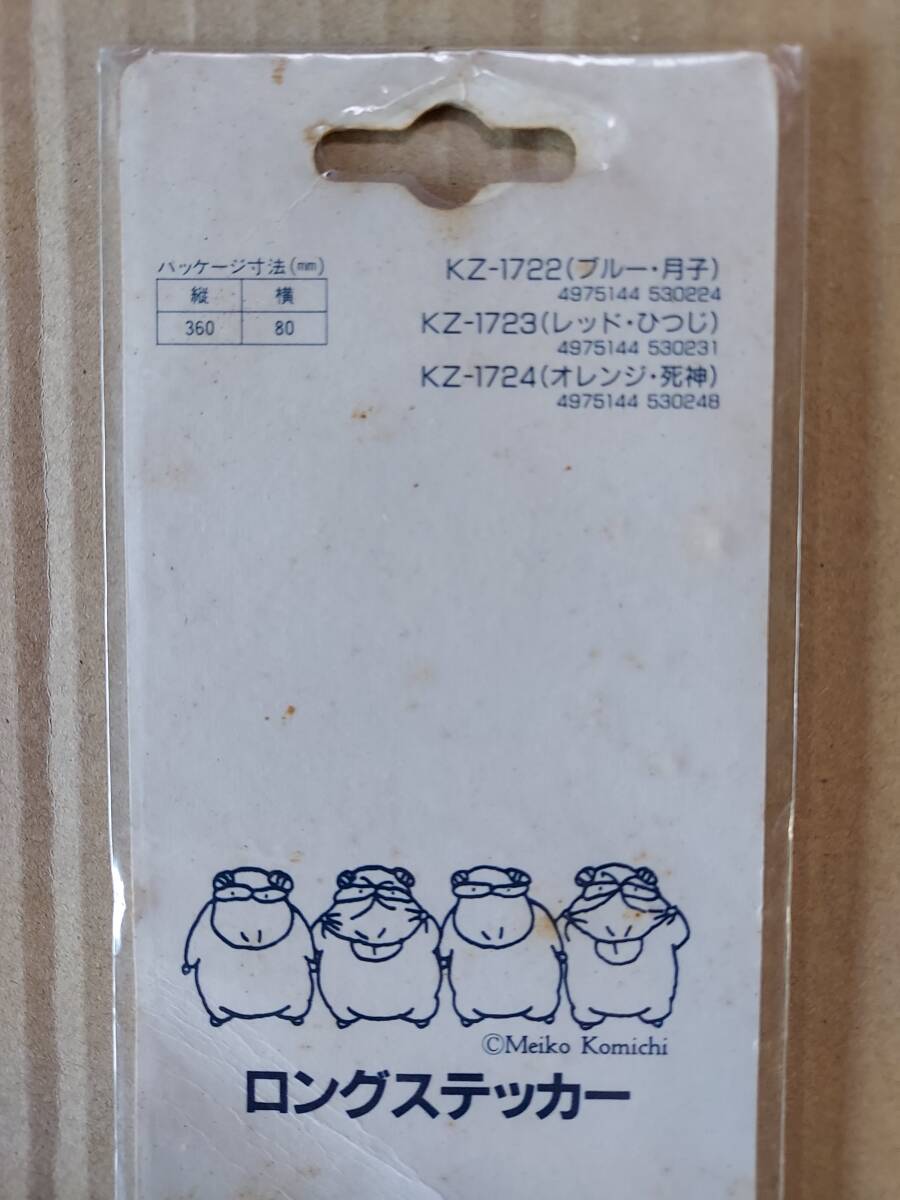 パッケージ寸法(mm)
縦 横
360 80
KZ-1722(ブルー・月子)
4975144 530224
KZ-1723(レッド・ひつじ)
4975144 530231
KZ-1724(オレンジ・死神)
4975144 530248
©Meiko Komichi
ロングステッカー